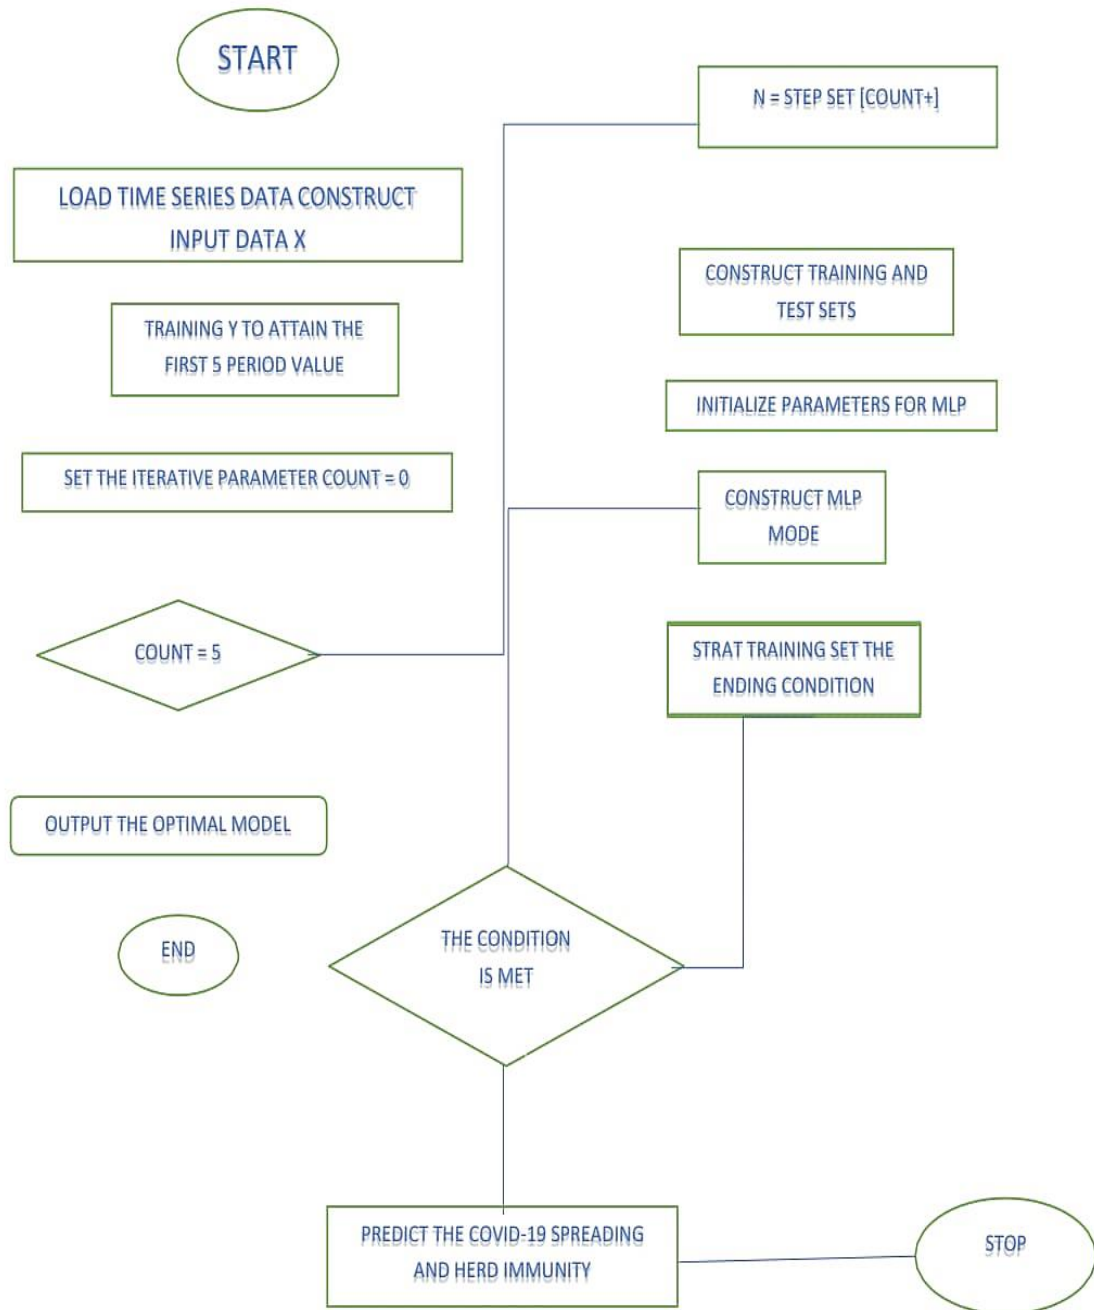 START
LOAD TIME SERIES DATA CONSTRUCT
INPUT DATA X
TRAINING Y TO ATTAIN THE
FIRST 5 PERIOD VALUE
SET THE ITERATIVE PARAMETER COUNT = 0
COUNT = 5
OUTPUT THE OPTIMAL MODEL
END
N = STEP SET [COUNT+]
CONSTRUCT TRAINING AND
TEST SETS
INITIALIZE PARAMETERS FOR MLP
CONSTRUCT MLP
MODE
STRAT TRAINING SET THE
ENDING CONDITION
THE CONDITION
IS MET
PREDICT THE COVID-19 SPREADING
AND HERD IMMUNITY
STOP